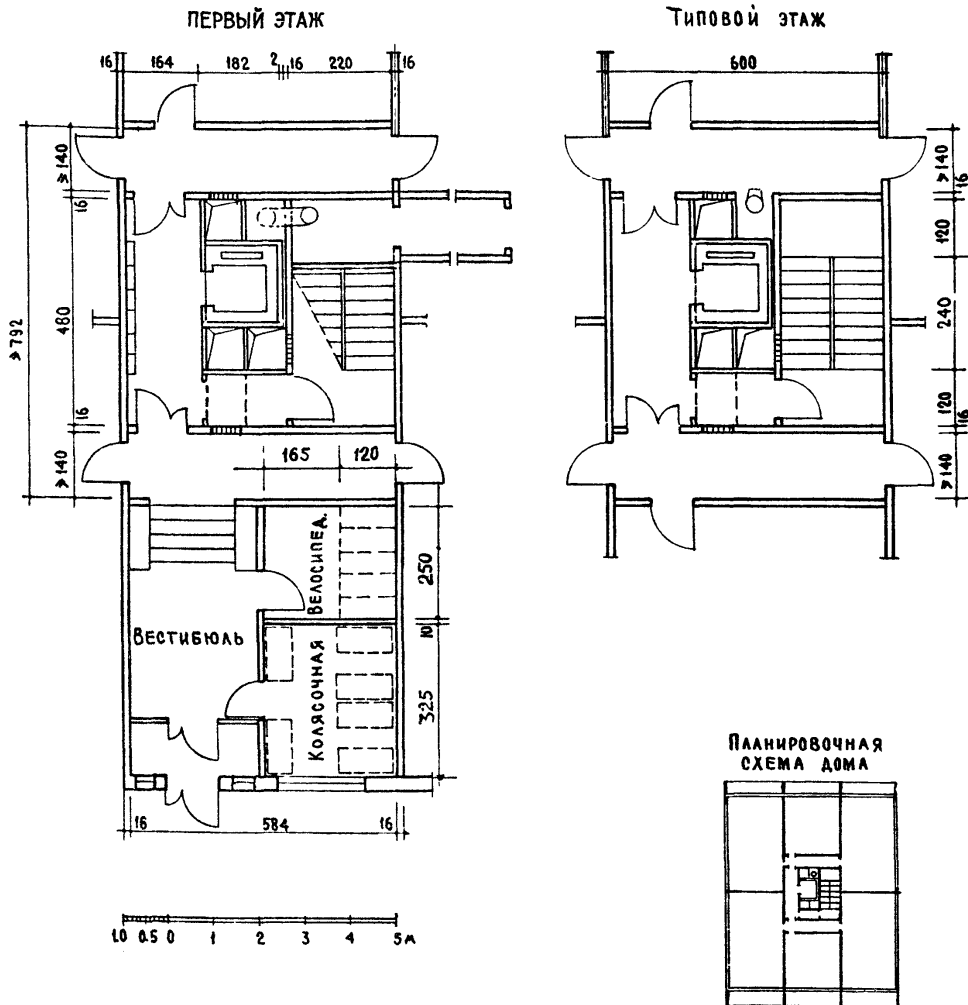 ПЕРВЫЙ ЭТАЖ
ТИПОВОЙ ЭТАЖ
16 164 182 2 16 220 16
600
≥140
16
480
≥792
16
≥140
≥140
16
120
240
120
16
≥140
165 120
ВЕЛОСИПЕД.
250
ВЕСТИБЮЛЬ
10
КОЛЯСОЧНАЯ
325
16 584 16
1.0 0.5 0 1 2 3 4 5м
ПЛАНИРОВОЧНАЯ
СХЕМА ДОМА